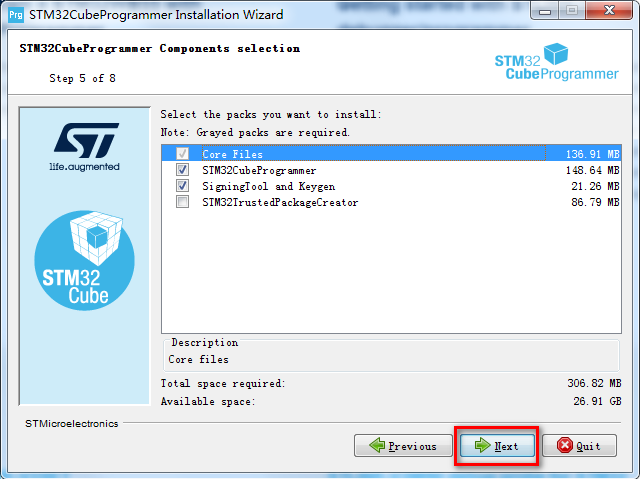 Prg STM32CubeProgrammer Installation Wizard
STM32CubeProgrammer Components selection
Step 5 of 8
STM32
CubeProgrammer
ST
life.augmented
STM32
Cube
Select the packs you want to install:
Note: Grayed packs are required.
Core Files 136.91 MB
STM32CubeProgrammer 148.64 MB
SigningTool and Keygen 21.26 MB
STM32TrustedPackageCreator 86.79 MB
Description
Core files
Total space required: 306.82 MB
Available space: 26.91 GB
STMicroelectronics
Previous Next Quit